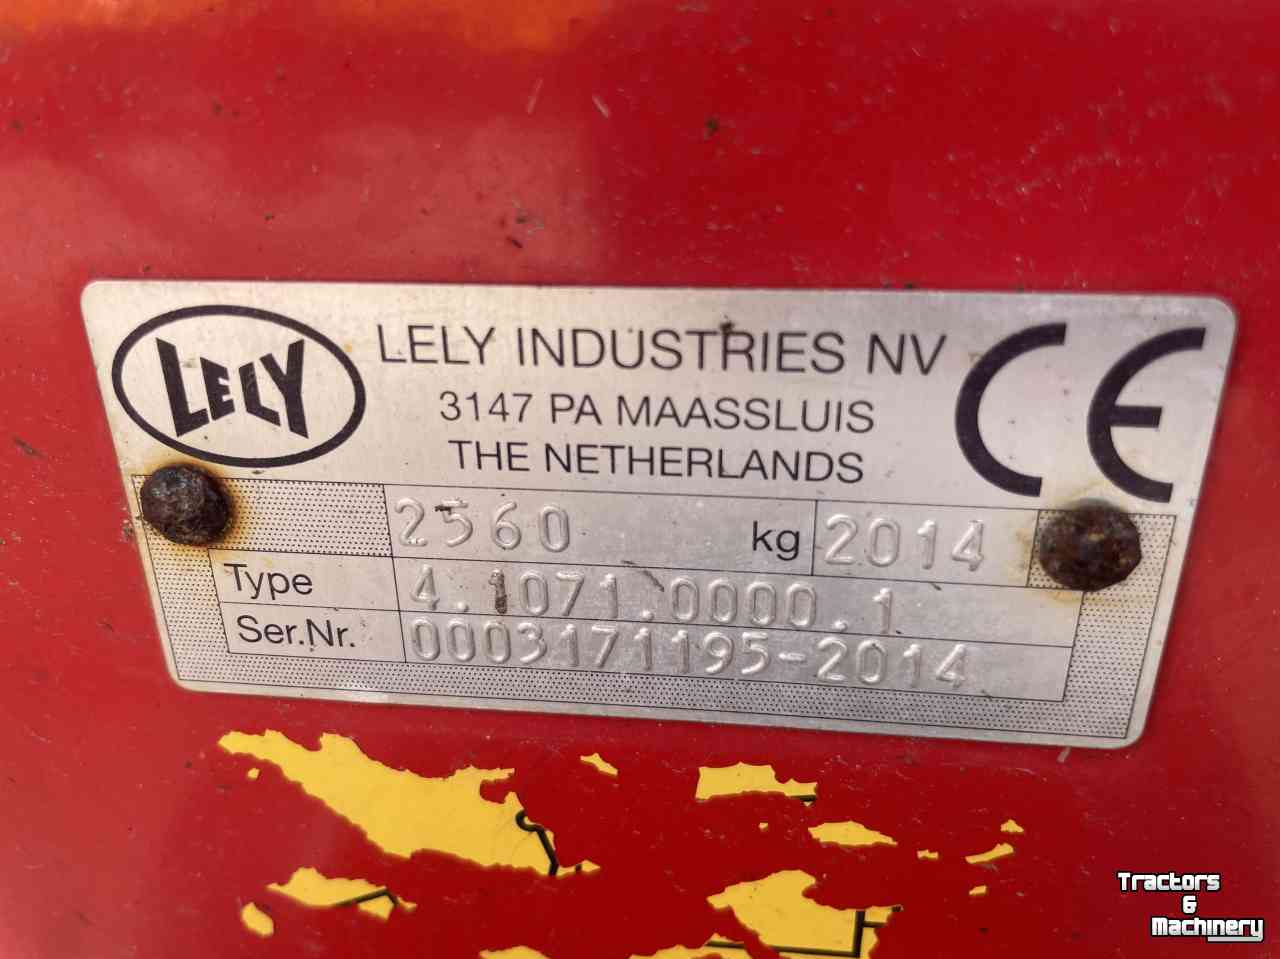 LELY
LELY INDUSTRIES NV
3147 PA MAASSLUIS
THE NETHERLANDS
CE
2560 kg 2014
Type 4.1071.0000.1
Ser.Nr. 0003171195-2014
Tractors
&
Machinery